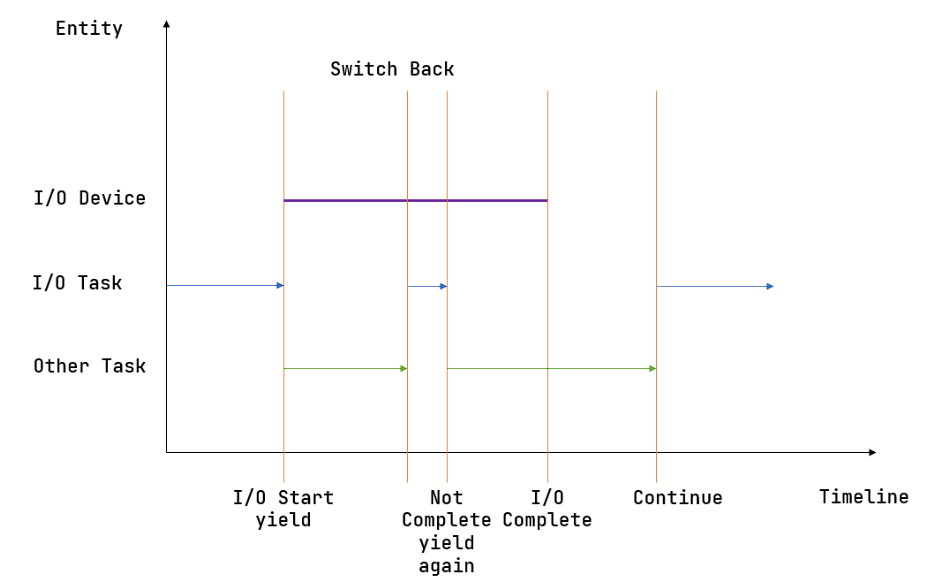 Entity
Switch Back
I/O Device
I/O Task
Other Task
I/O Start
yield
Not
Complete
yield
again
I/O
Complete
Continue
Timeline